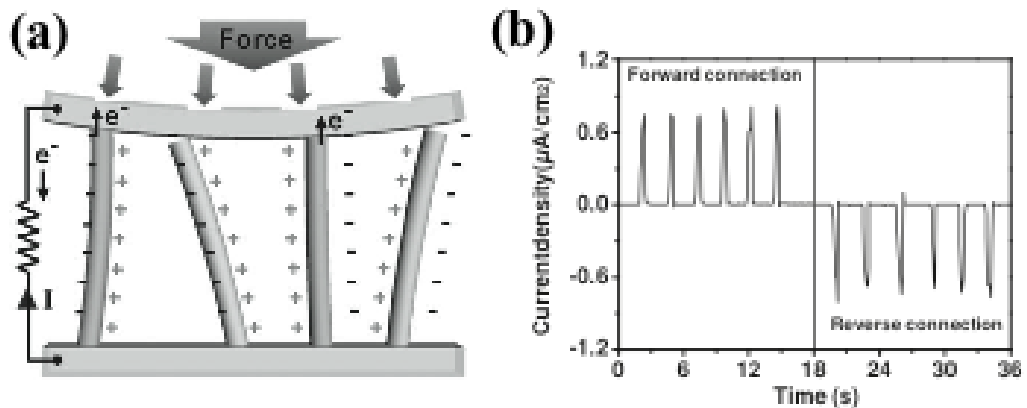 (a)
Force
e⁻
e⁻
e⁻
I
(b)
Currentdensity(μA/cm2)
1.2
0.6
0.0
-0.6
-1.2
Forward connection
Reverse connection
0 6 12 18 24 30 36
Time (s)